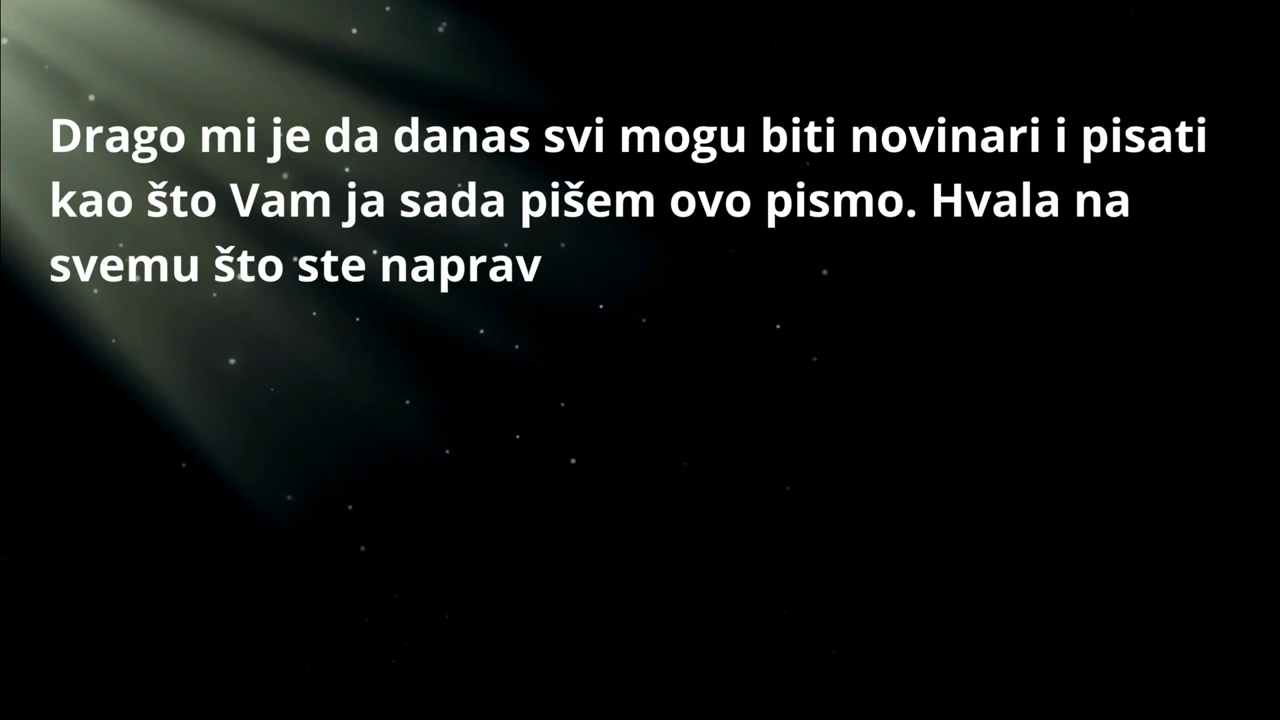 Drago mi je da danas svi mogu biti novinari i pisati
kao što Vam ja sada pišem ovo pismo. Hvala na
svemu što ste naprav